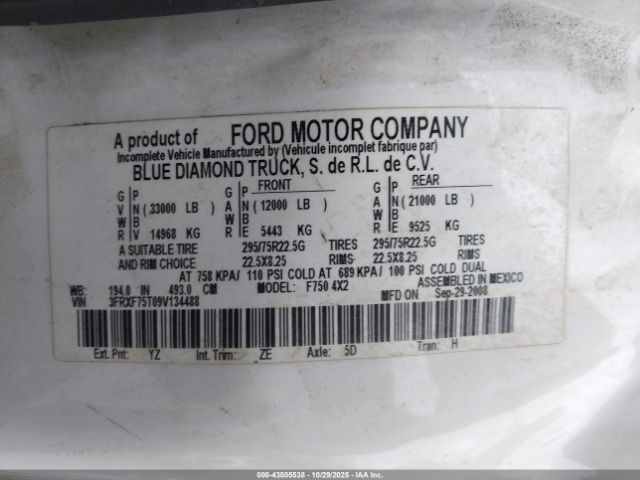 A product of FORD MOTOR COMPANY
Incomplete Vehicle Manufactured by (Vehicule incomplet fabrique par)
BLUE DIAMOND TRUCK, S. de R.L. de C.V.
G P G P FRONT G P REAR
V N (33000 LB) A N (12000 LB) A N (21000 LB)
W B W B W B
R V 14968 KG R E 5443 KG R E 9525 KG
A SUITABLE TIRE 295/75R22.5G TIRES 295/75R22.5G
AND RIM CHOICE 22.5X8.25 RIMS 22.5X8.25
AT 758 KPA/ 110 PSI COLD AT 689 KPA/ 100 PSI COLD DUAL
WB: 194.0 IN 493.0 CM MODEL: F750 4X2 ASSEMBLED IN MEXICO
VIN 3FRXF75T09V134488 MFD ON Sep-29-2008
Ext. Pnt: YZ Int. Trim: ZE Axle: 5D Tran: H
000-43505538 - 10/29/2025 - IAA, Inc.